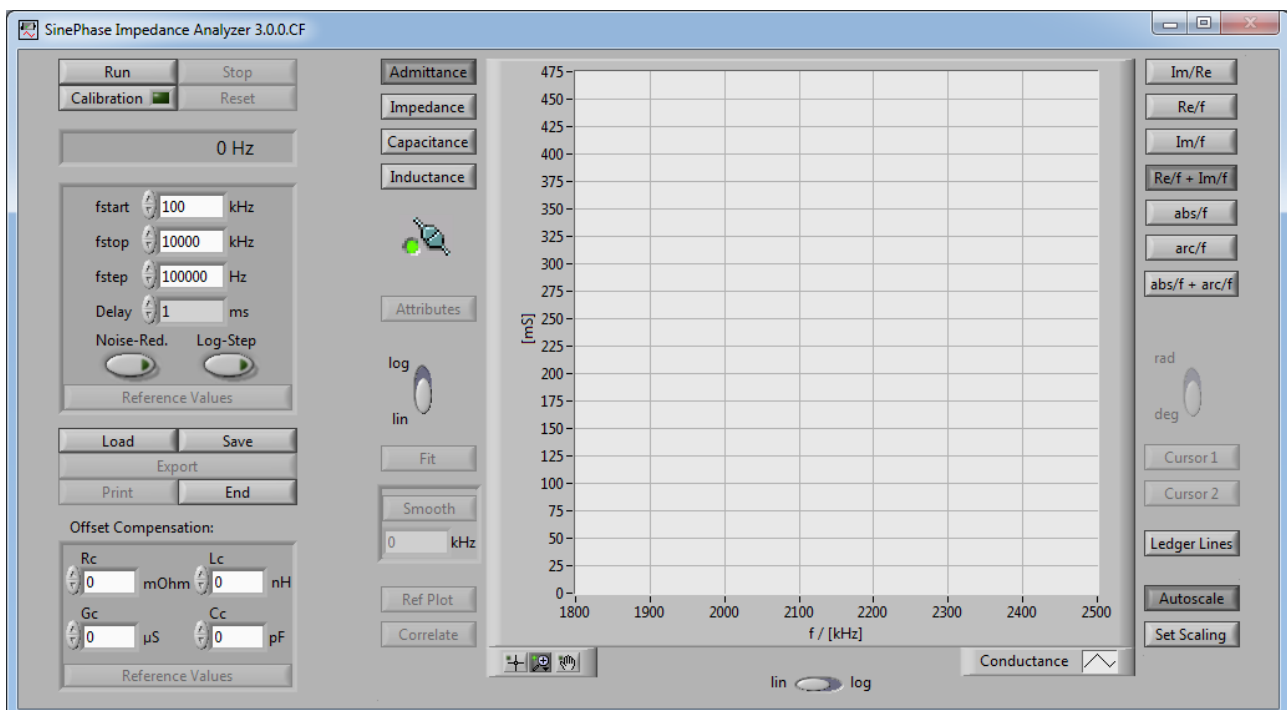 SinePhase Impedance Analyzer 3.0.0.CF
Run Stop
Calibration Reset
0 Hz
fstart 100 kHz
fstop 10000 kHz
fstep 100000 Hz
Delay 1 ms
Noise-Red. Log-Step
Reference Values
Load Save
Export
Print End
Offset Compensation:
Rc Lc
0 mOhm 0 nH
Gc Cc
0 µS 0 pF
Reference Values
Admittance
Impedance
Capacitance
Inductance
Attributes
log
lin
Fit
Smooth
0 kHz
Ref Plot
Correlate
[mS]
475
450
425
400
375
350
325
300
275
250
225
200
175
150
125
100
75
50
25
0
1800 1900 2000 2100 2200 2300 2400 2500
f / [kHz]
Conductance
lin log
Im/Re
Re/f
Im/f
Re/f + Im/f
abs/f
arc/f
abs/f + arc/f
rad
deg
Cursor 1
Cursor 2
Ledger Lines
Autoscale
Set Scaling